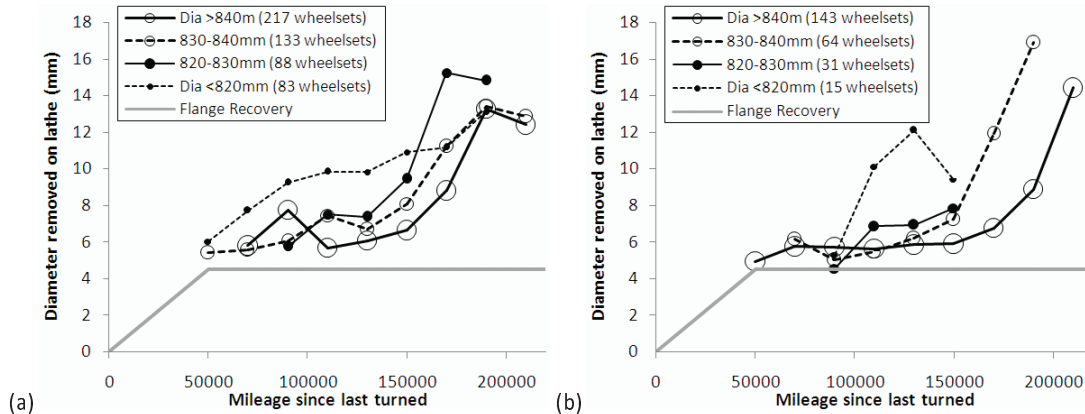 (a)
Diameter removed on lathe (mm)
18
16
14
12
10
8
6
4
2
0
Dia >840m (217 wheelsets)
830-840mm (133 wheelsets)
820-830mm (88 wheelsets)
Dia <820mm (83 wheelsets)
Flange Recovery
0
50000
100000
150000
200000
Mileage since last turned
(b)
Diameter removed on lathe (mm)
18
16
14
12
10
8
6
4
2
0
Dia >840m (143 wheelsets)
830-840mm (64 wheelsets)
820-830mm (31 wheelsets)
Dia <820mm (15 wheelsets)
Flange Recovery
0
50000
100000
150000
200000
Mileage since last turned